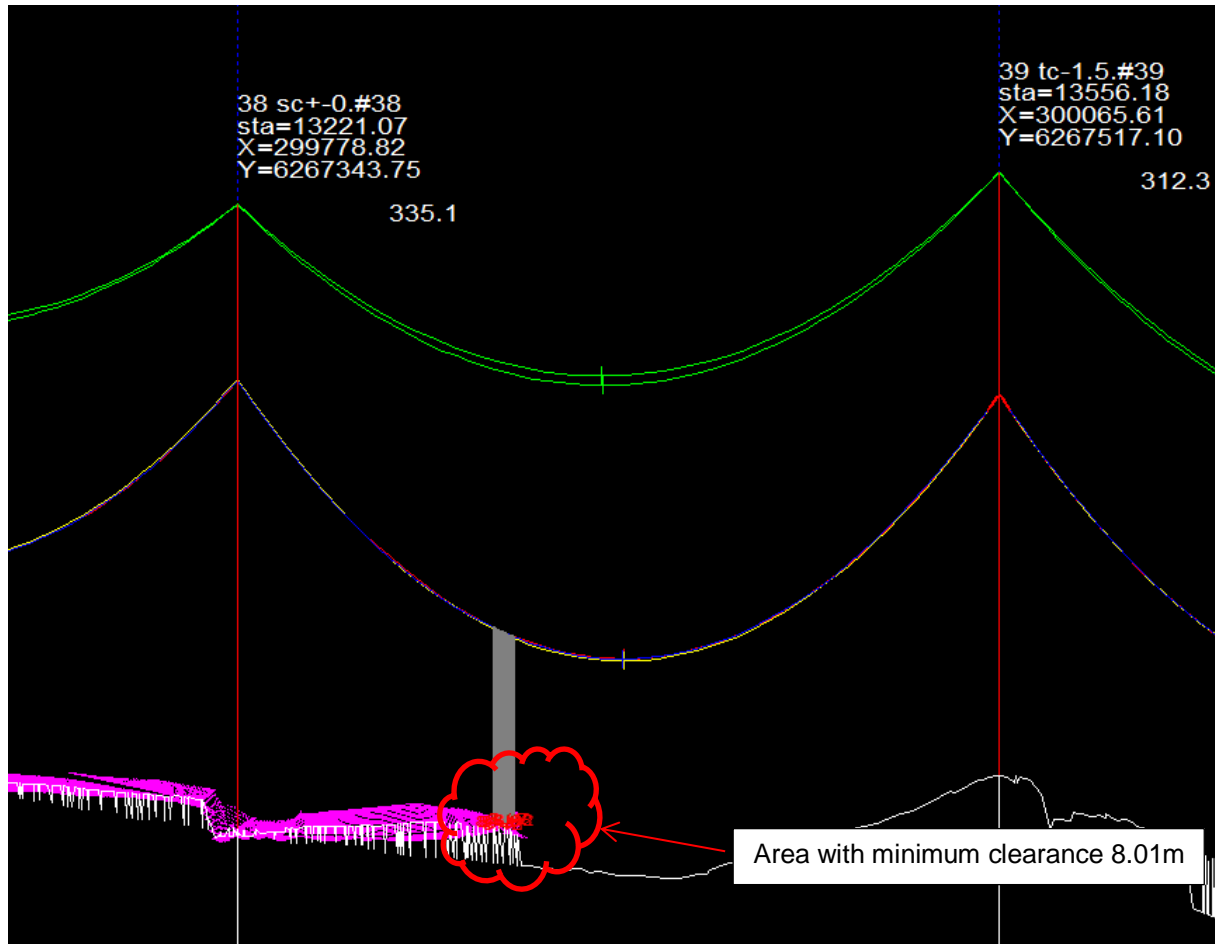 38 sc+-0.#38
sta=13221.07
X=299778.82
Y=6267343.75
335.1
39 tc-1.5.#39
sta=13556.18
X=300065.61
Y=6267517.10
312.3
Area with minimum clearance 8.01m